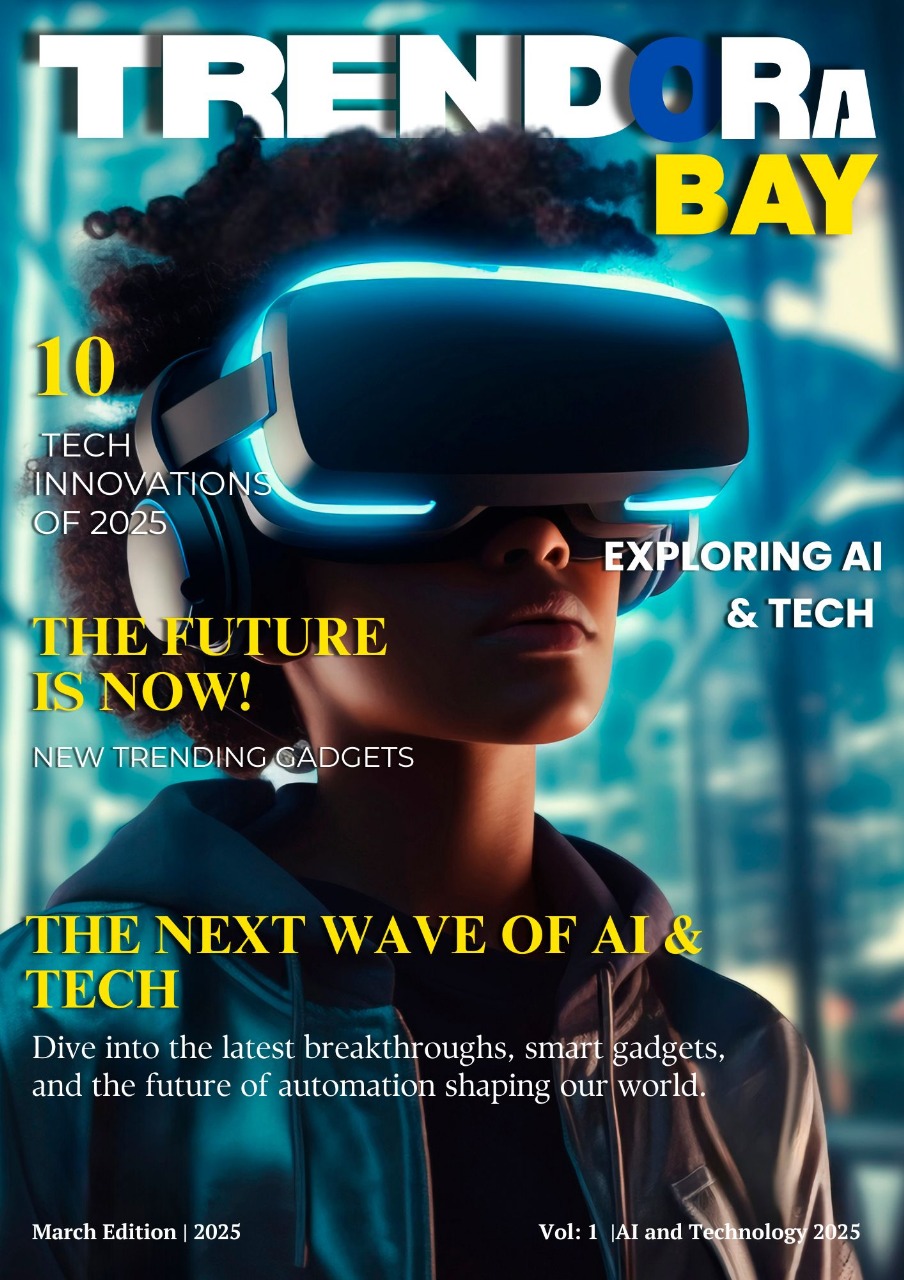 TRENDORA
BAY
10
TECH
INNOVATIONS
OF 2025
EXPLORING AI
& TECH
THE FUTURE
IS NOW!
NEW TRENDING GADGETS
THE NEXT WAVE OF AI &
TECH
Dive into the latest breakthroughs, smart gadgets,
and the future of automation shaping our world.
March Edition | 2025
Vol: 1 |AI and Technology 2025